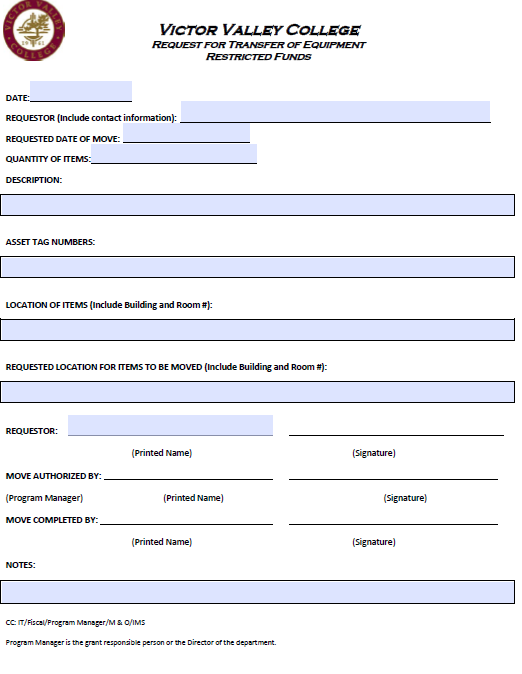 VICTOR VALLEY COLLEGE
1961
VICTOR VALLEY COLLEGE
REQUEST FOR TRANSFER OF EQUIPMENT
RESTRICTED FUNDS
DATE:
REQUESTOR (Include contact information):
REQUESTED DATE OF MOVE:
QUANTITY OF ITEMS:
DESCRIPTION:
ASSET TAG NUMBERS:
LOCATION OF ITEMS (Include Building and Room #):
REQUESTED LOCATION FOR ITEMS TO BE MOVED (Include Building and Room #):
REQUESTOR:
(Printed Name) (Signature)
MOVE AUTHORIZED BY:
(Program Manager) (Printed Name) (Signature)
MOVE COMPLETED BY:
(Printed Name) (Signature)
NOTES:
CC: IT/Fiscal/Program Manager/M & O/IMS
Program Manager is the grant responsible person or the Director of the department.